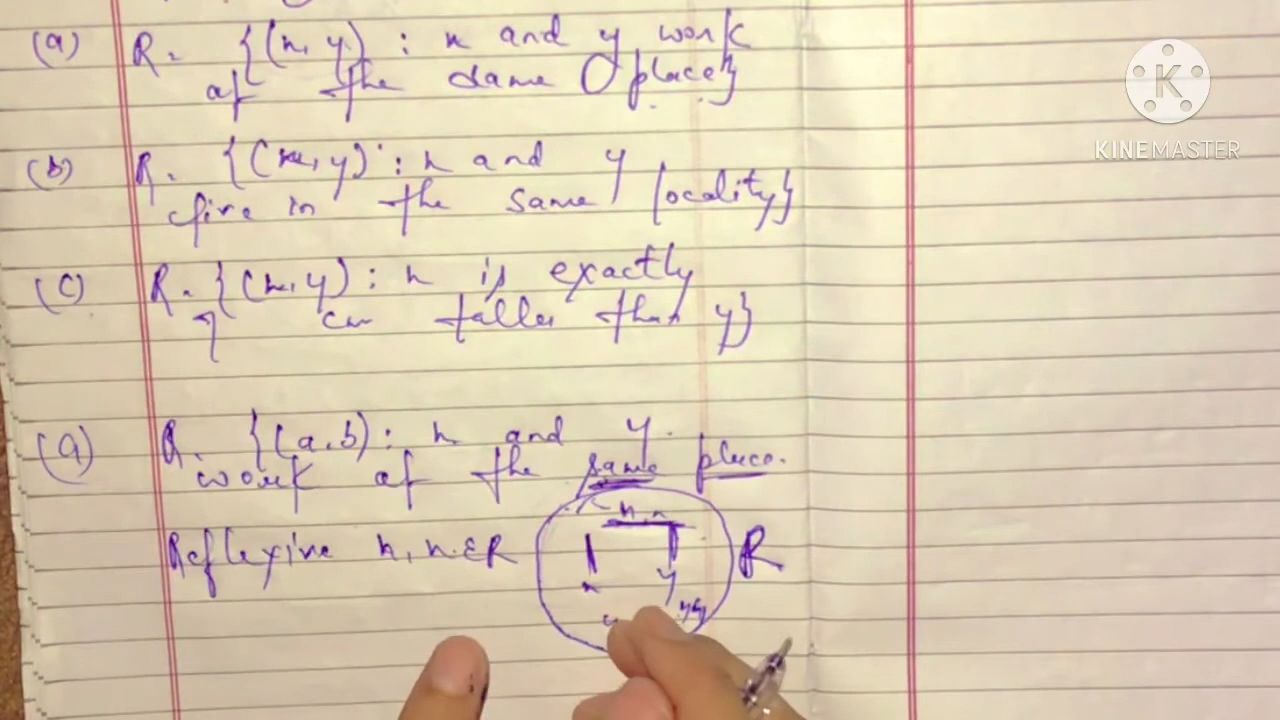 (a) R = {(x, y) : x and y work
at the same place}
K
KINEMASTER
(b) R = {(x, y) : x and y
live in the same locality}
(c) R = {(x, y) : x is exactly
7 cm taller than y}
(a) R = {(a, b) : x and y
work at the same place.
Reflexive x, x ∈ R
x, x
R
x y